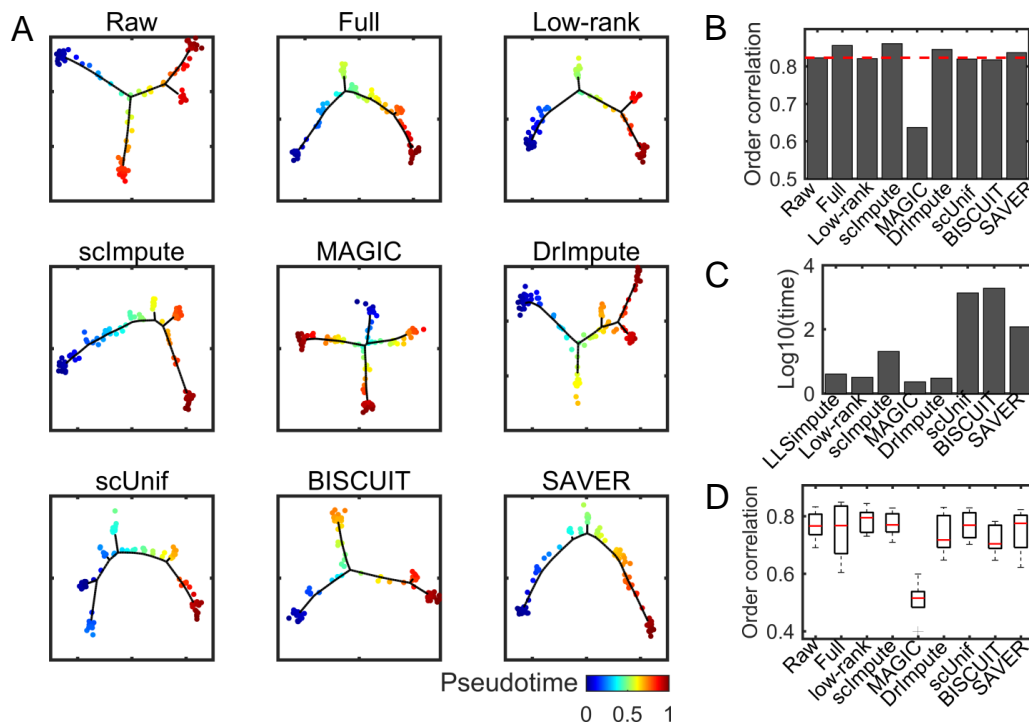 A
Raw
Full
Low-rank
scImpute
MAGIC
DrImpute
scUnif
BISCUIT
SAVER
Pseudotime
0 0.5 1
B
Order correlation
0.8
0.7
0.6
0.5
Raw
Full
Low-rank
scImpute
MAGIC
DrImpute
scUnif
BISCUIT
SAVER
C
Log10(time)
4
2
0
LLSimpute
Low-rank
scImpute
MAGIC
DrImpute
scUnif
BISCUIT
SAVER
D
Order correlation
0.8
0.6
0.4
Raw
Full
low-rank
scImpute
MAGIC
DrImpute
scUnif
BISCUIT
SAVER